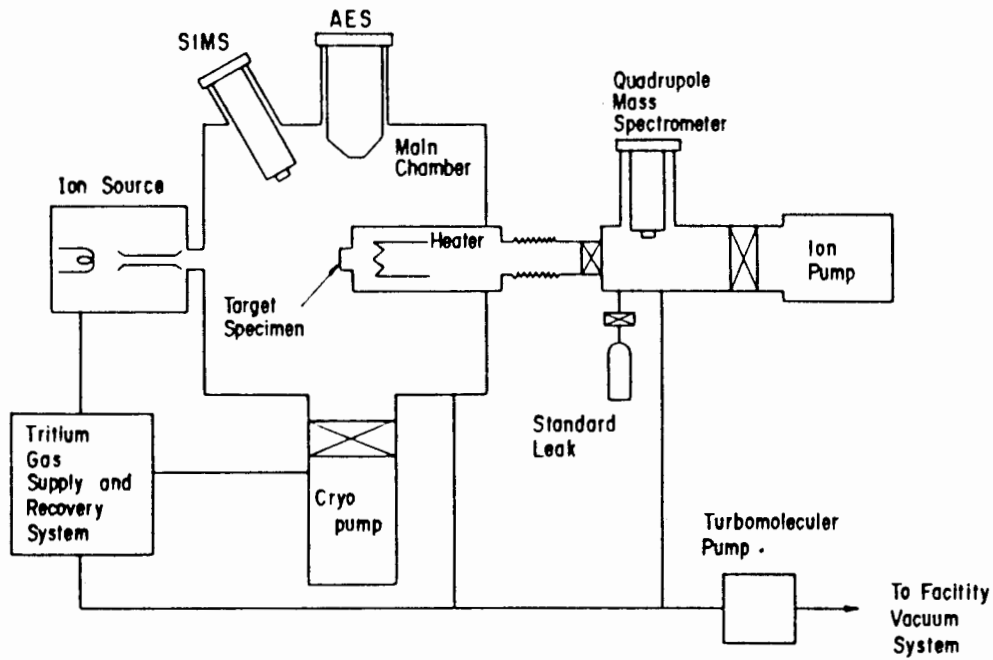 AES
SIMS
Quadrupole
Mass
Spectrometer
Main
Chamber
Ion Source
Heater
Ion
Pump
Target
Specimen
Standard
Leak
Tritium
Gas
Supply and
Recovery
System
Cryo
pump
Turbomoleculer
Pump .
To Facitity
Vacuum
System